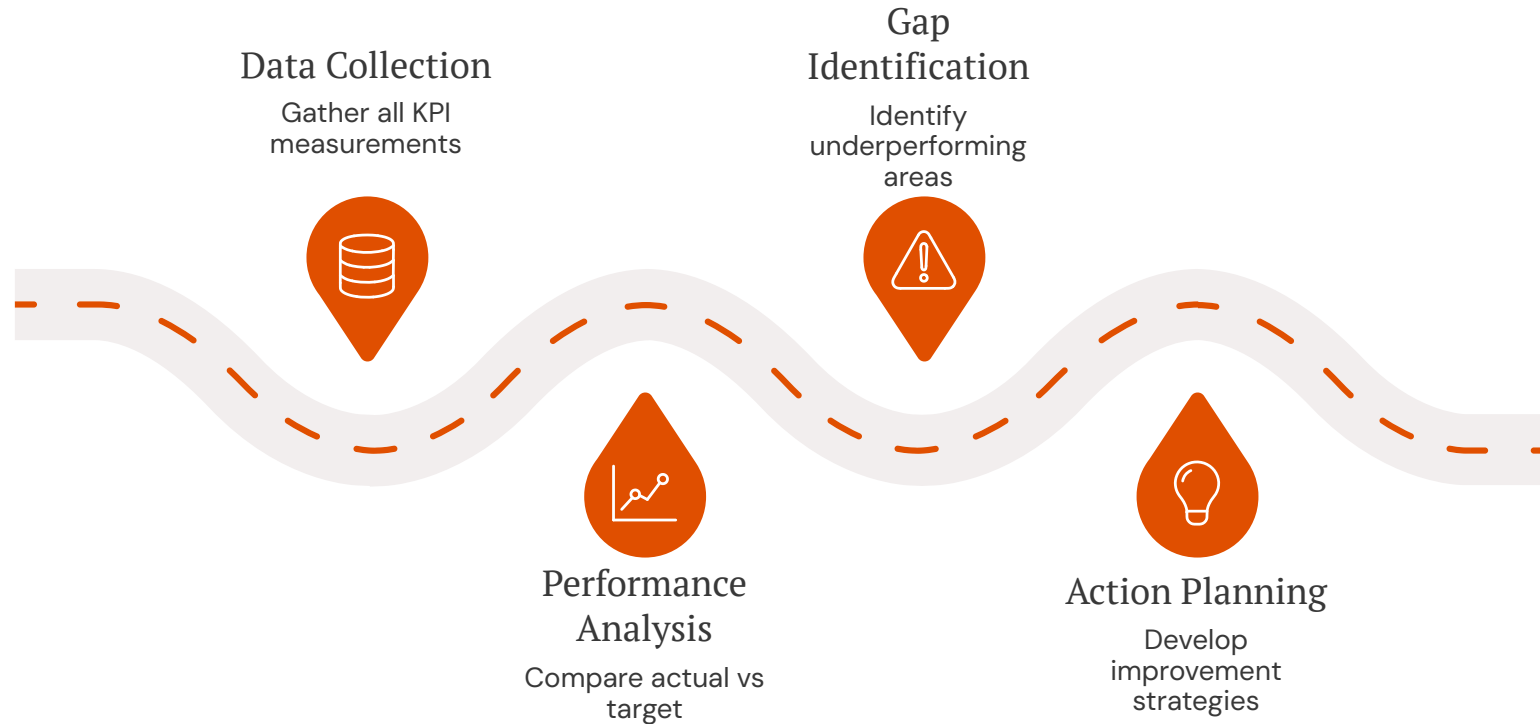 Data Collection
Gather all KPI
measurements
Performance
Analysis
Compare actual vs
target
Gap
Identification
Identify
underperforming
areas
Action Planning
Develop
improvement
strategies